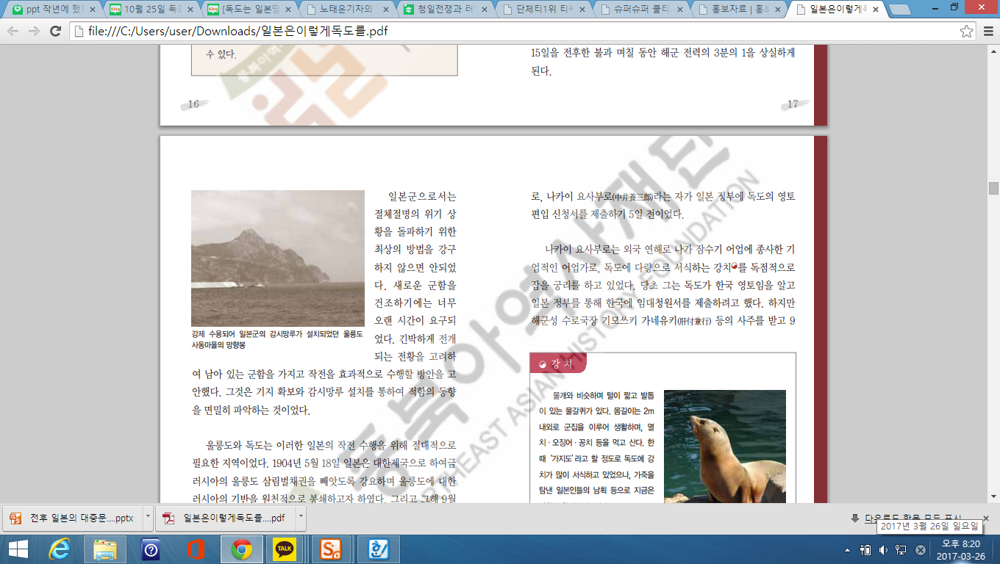 ppt 작년에 했
10월 25일 독도
[독도는 일본땅
노태운기자의
청일전쟁과 러
단체티1위 티싸
슈퍼슈퍼 쿨티
홍보자료 | 홍보
일본은이렇게독
file:///C:/Users/user/Downloads/일본은이렇게독도를.pdf
수 있다.
16
15일을 전후한 불과 며칠 동안 해군 전력의 3분의 1을 상실하게
된다.
17
일본군으로서는
절체절명의 위기 상
황을 돌파하기 위한
최상의 방법을 강구
하지 않으면 안되었
다. 새로운 군함을
건조하기에는 너무
오랜 시간이 요구되
었다. 긴박하게 전개
되는 전황을 고려하
강제 수용되어 일본군의 감시망루가 설치되었던 울릉도
사동마을의 망향봉
여 남아 있는 군함을 가지고 작전을 효과적으로 수행할 방안을 고
안했다. 그것은 기지 확보와 감시망루 설치를 통하여 적함의 동향
을 면밀히 파악하는 것이었다.
울릉도와 독도는 이러한 일본의 작전 수행을 위해 절대적으로
필요한 지역이었다. 1904년 5월 18일 일본은 대한제국으로 하여금
러시아의 울릉도 삼림벌채권을 빼앗도록 강요하며 울릉도에 대한
러시아의 기반을 원천적으로 봉쇄하고자 하였다. 그리고 그해 9월
로, 나카이 요사부로(中井養三郎)라는 자가 일본 정부에 독도의 영토
편입 신청서를 제출하기 5일 전이었다.
나카이 요사부로는 외국 연해로 나가 잠수기 어업에 종사한 기
업적인 어업가로, 독도에 다량으로 서식하는 강치를 독점적으로
잡을 궁리를 하고 있었다. 당초 그는 독도가 한국 영토임을 알고
일본 정부를 통해 한국에 임대청원서를 제출하려고 했다. 하지만
해군성 수로국장 기모쓰키 가네유키(肝付兼行) 등의 사주를 받고 9
강치
물개와 비슷하며 털이 짧고 발톱
이 있는 물갈퀴가 있다. 몸길이는 2m
내외로 군집을 이루어 생활하며, 멸
치·오징어·꽁치 등을 먹고 산다. 한
때 ‘가지도’라고 할 정도로 독도에 강
치가 많이 서식하고 있었으나, 가죽을
탐낸 일본인들의 남획 등으로 지금은
동북아역사재단
NORTHEAST ASIAN HISTORY FOUNDATION
전후 일본의 대중문....pptx
일본은이렇게독도를....pdf
다운로드 항목 모두 표시...
2017년 3월 26일 일요일
TALK
오후 8:20
2017-03-26